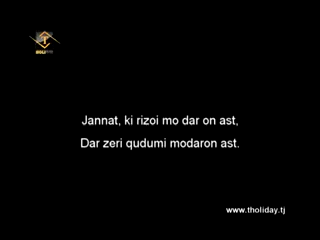 Jannat, ki rizoi mo dar on ast,
Dar zeri qudumi modaron ast.
www.tholiday.tj